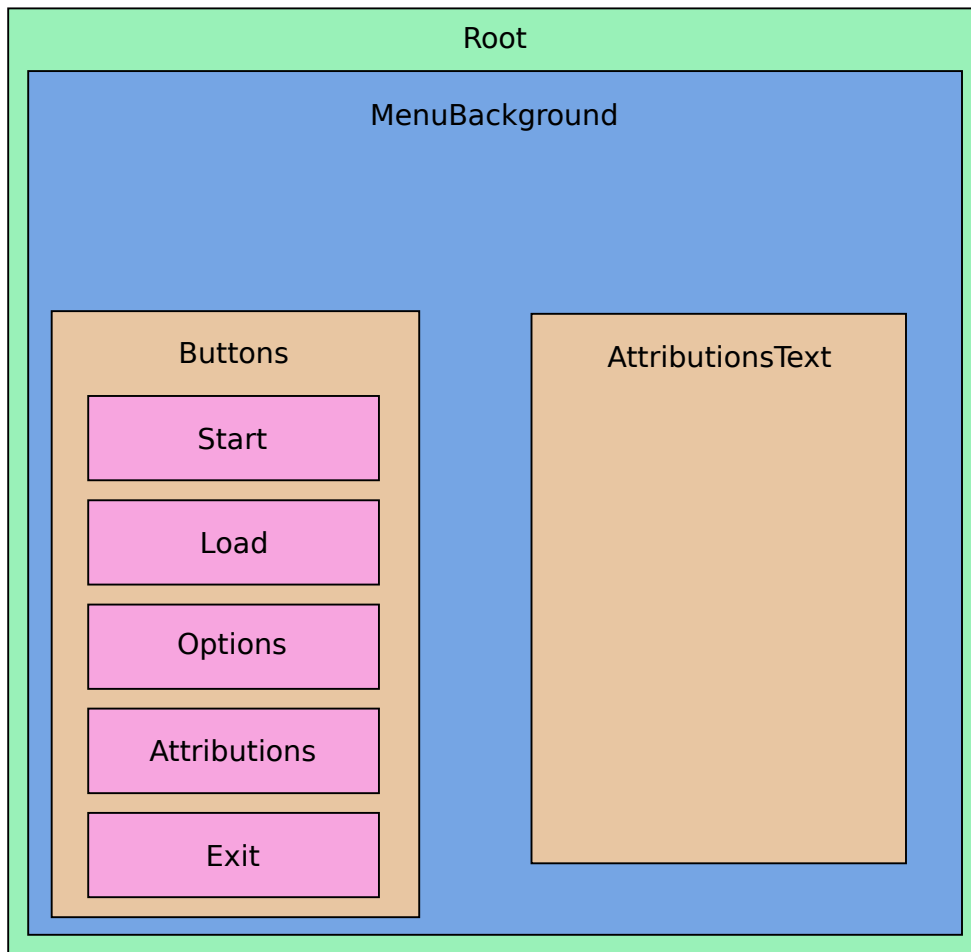 Root
MenuBackground
Buttons
Start
Load
Options
Attributions
Exit
AttributionsText